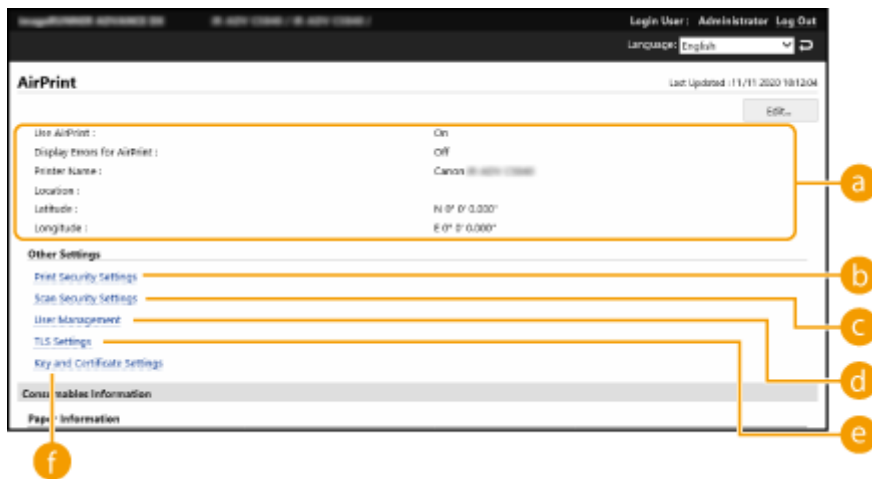 Login User : Administrator Log Out
Language: English
AirPrint
Last Updated : 11/11 2020 10:12:04
Edit...
Use AirPrint : On
Display Errors for AirPrint : Off
Printer Name : Canon
Location :
Latitude : N 0° 0' 0.000"
Longitude : E 0° 0' 0.000"
a
Other Settings
Print Security Settings
b
Scan Security Settings
c
User Management
d
TLS Settings
e
Key and Certificate Settings
f
Consumables Information
Paper Information